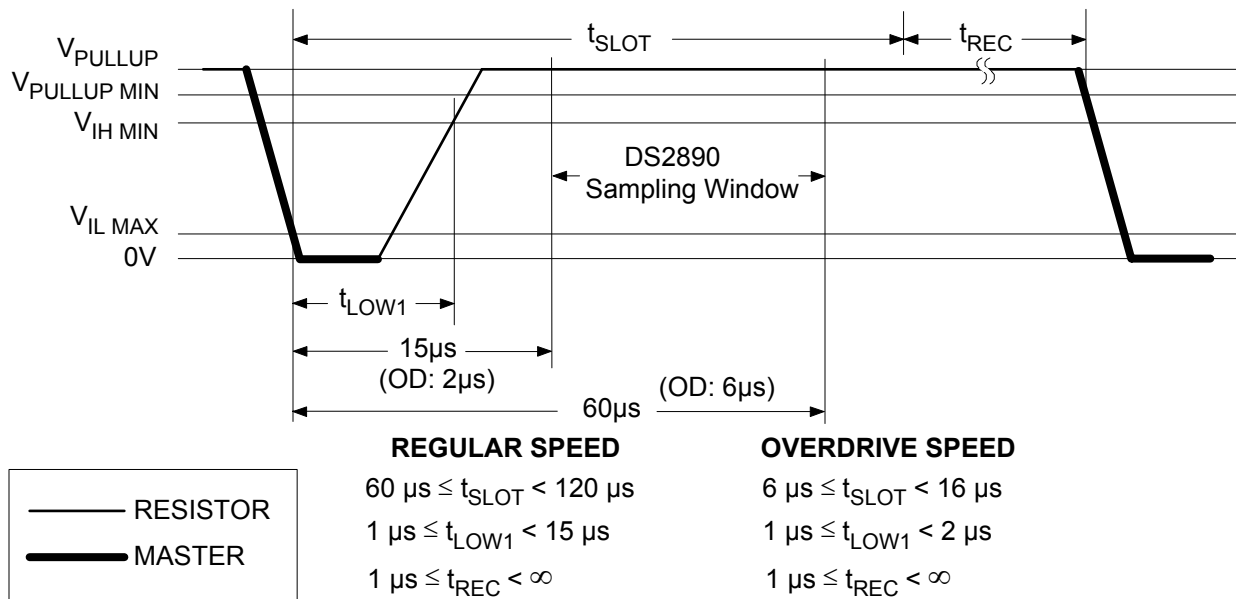 t_SLOT t_REC
V_PULLUP
V_PULLUP MIN
V_IH MIN
DS2890
Sampling Window
V_IL MAX
0V
t_LOW1
15µs
(OD: 2µs)
(OD: 6µs)
60µs
REGULAR SPEED OVERDRIVE SPEED
60 µs ≤ t_SLOT < 120 µs 6 µs ≤ t_SLOT < 16 µs
1 µs ≤ t_LOW1 < 15 µs 1 µs ≤ t_LOW1 < 2 µs
1 µs ≤ t_REC < ∞ 1 µs ≤ t_REC < ∞
RESISTOR
MASTER